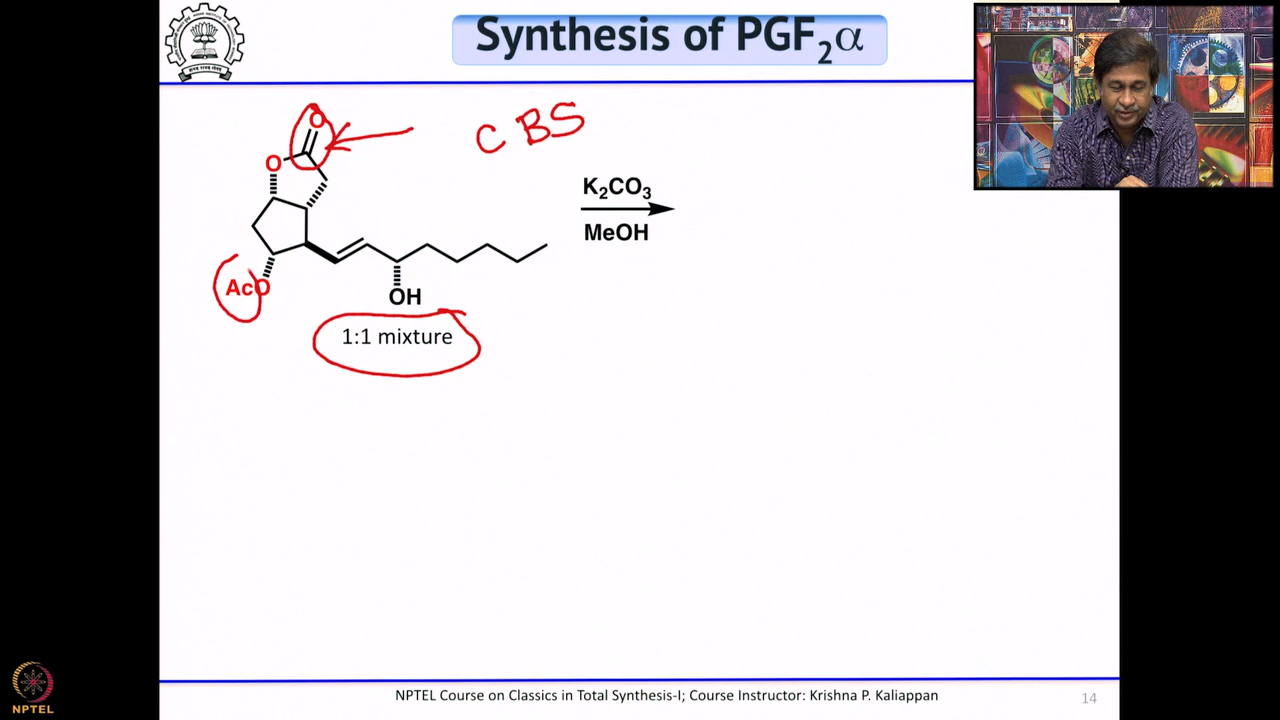 Synthesis of PGF₂α
CBS
O
O
K₂CO₃
MeOH
AcO
OH
1:1 mixture
NPTEL Course on Classics in Total Synthesis-I; Course Instructor: Krishna P. Kaliappan
14
NPTEL